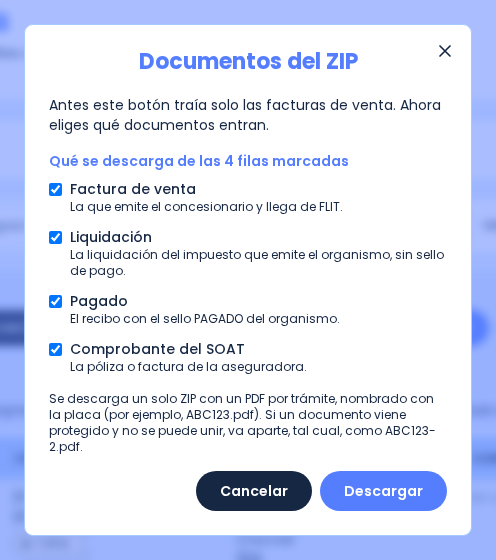 Documentos del ZIP
Antes este botón traía solo las facturas de venta. Ahora
eliges qué documentos entran.
Qué se descarga de las 4 filas marcadas
Factura de venta
La que emite el concesionario y llega de FLIT.
Liquidación
La liquidación del impuesto que emite el organismo, sin sello
de pago.
Pagado
El recibo con el sello PAGADO del organismo.
Comprobante del SOAT
La póliza o factura de la aseguradora.
Se descarga un solo ZIP con un PDF por trámite, nombrado con
la placa (por ejemplo, ABC123.pdf). Si un documento viene
protegido y no se puede unir, va aparte, tal cual, como ABC123-
2.pdf.
Cancelar
Descargar